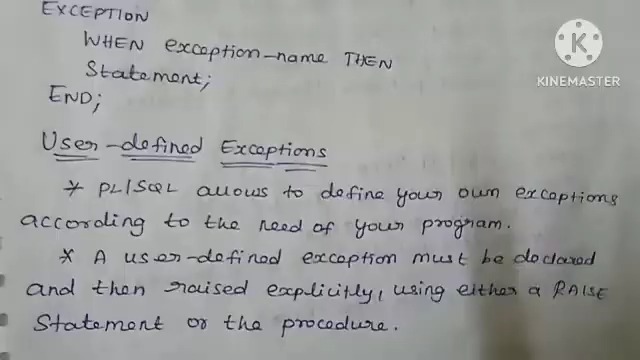 EXCEPTION
WHEN exception-name THEN
Statement;
END;
KINEMASTER
User-defined Exceptions
* PL/SQL allows to define your own exceptions
according to the need of your program.
* A user-defined exception must be declared
and then raised explicitly, using either a RAISE
Statement or the procedure.